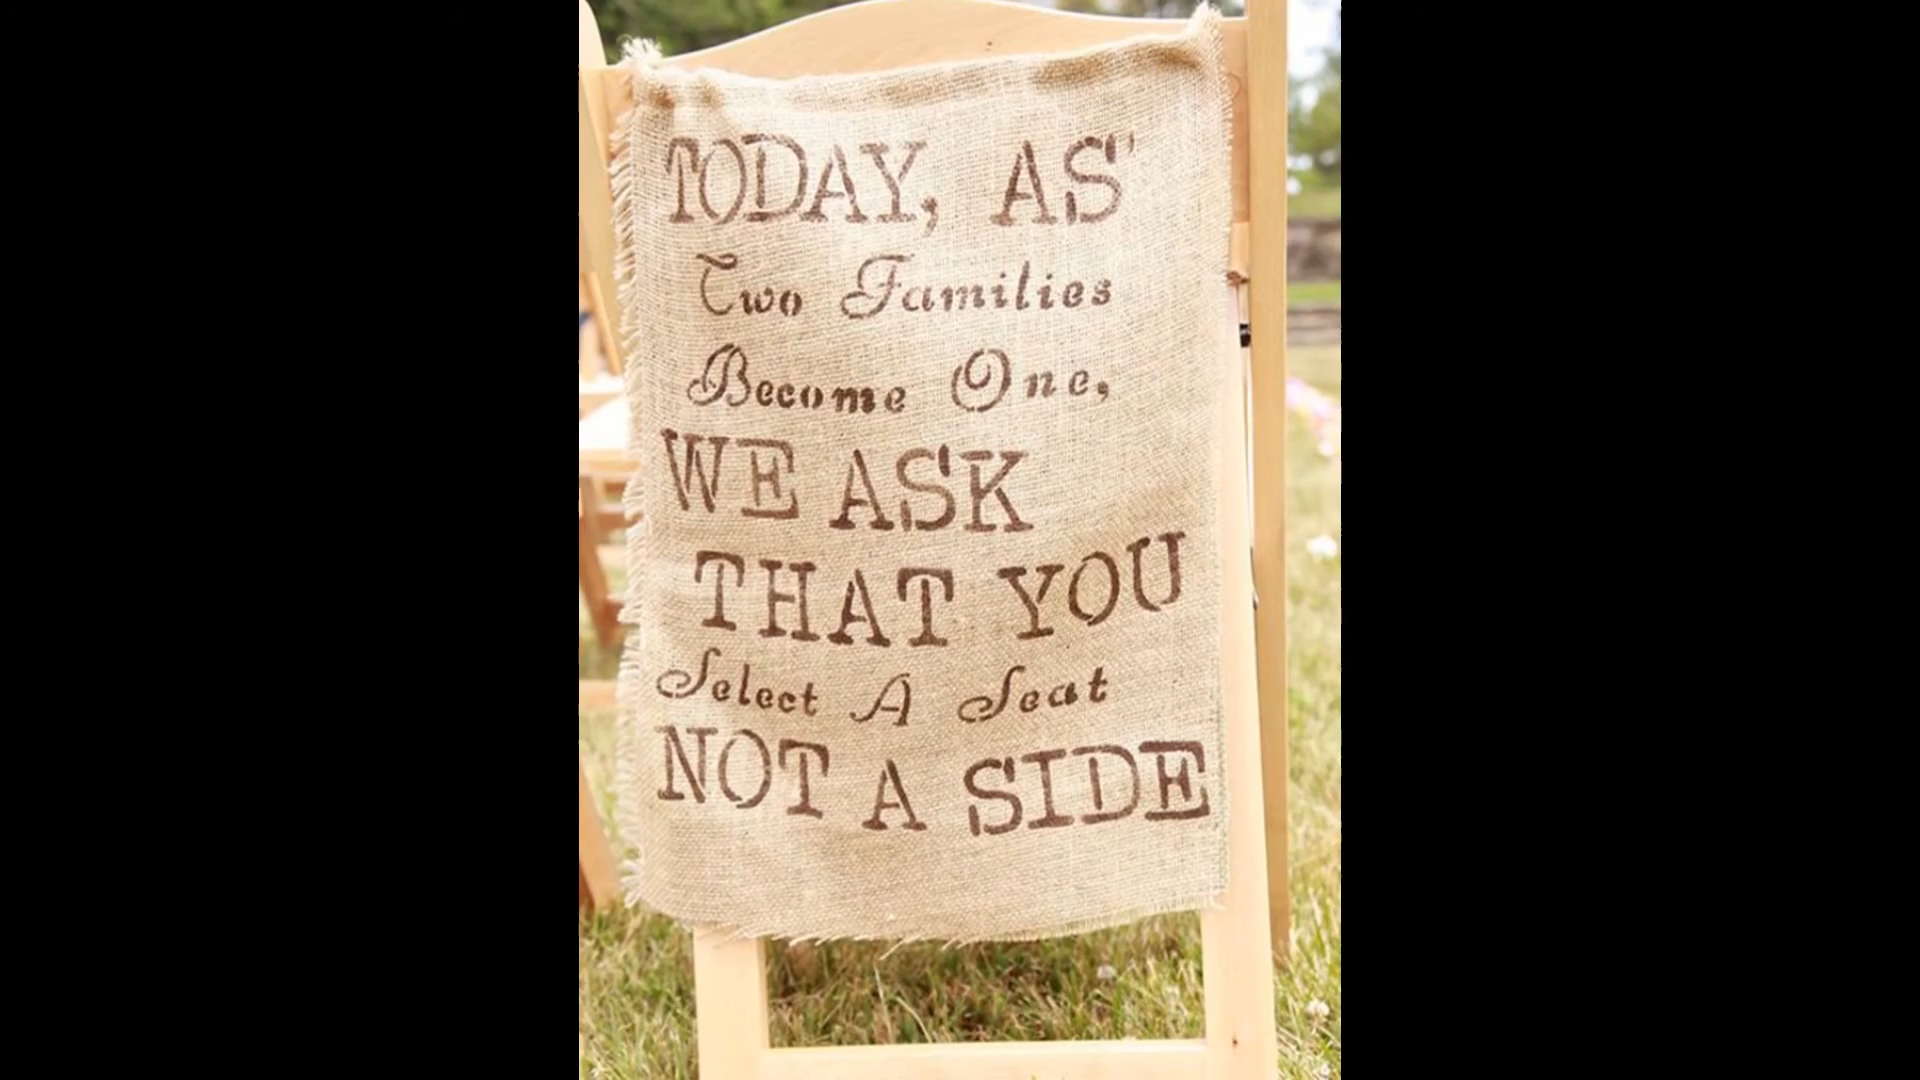 TODAY, AS'
Two Families
Become One,
WE ASK
THAT YOU
Select A Seat
NOT A SIDE